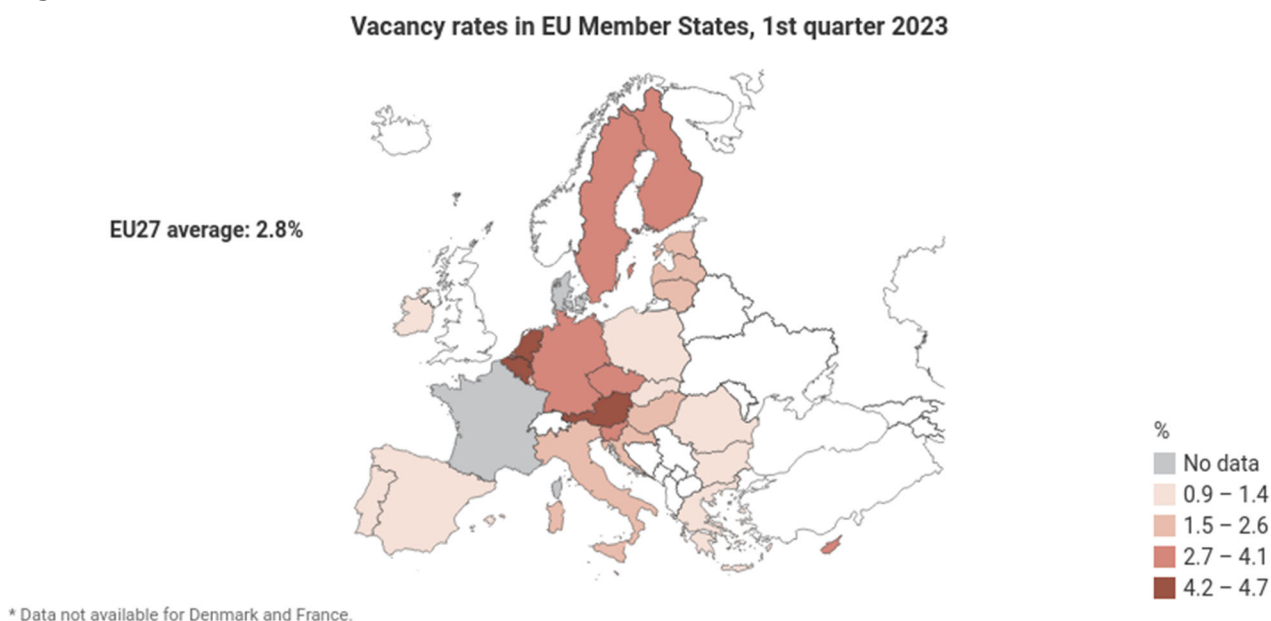 Vacancy rates in EU Member States, 1st quarter 2023
EU27 average: 2.8%
%
No data
0.9 – 1.4
1.5 – 2.6
2.7 – 4.1
4.2 – 4.7
* Data not available for Denmark and France.